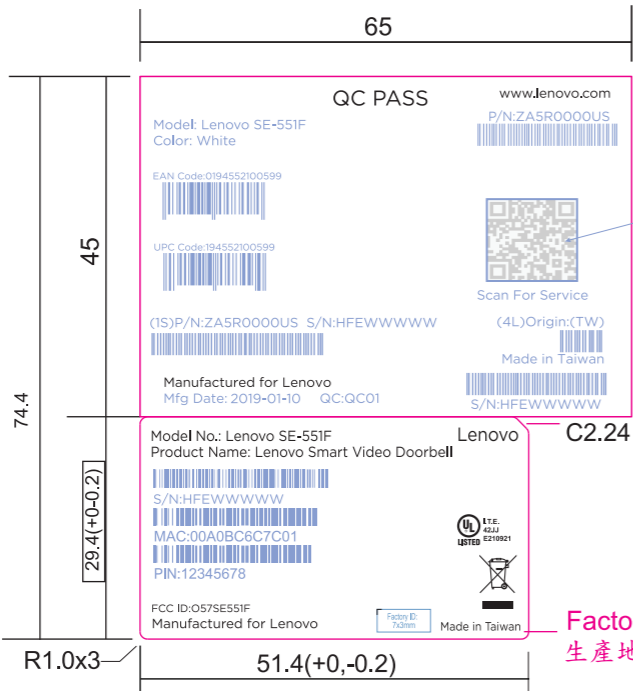 65
QC PASS
www.lenovo.com
Model: Lenovo SE-551F
Color: White
P/N:ZA5R0000US
EAN Code:0194552100599
UPC Code:194552100599
Scan For Service
(1S)P/N:ZA5R0000US S/N:HFEWWWWW
(4L)Origin:(TW)
Made in Taiwan
Manufactured for Lenovo
Mfg Date: 2019-01-10 QC:QC01
S/N:HFEWWWWW
45
74.4
29.4(+0-0.2)
Model No.: Lenovo SE-551F
Lenovo
C2.24
Product Name: Lenovo Smart Video Doorbell
S/N:HFEWWWWW
MAC:00A0BC6C7C01
PIN:12345678
UL
LISTED
I.T.E.
42JJ
E210921
FCC ID:O57SE551F
Manufactured for Lenovo
Factory ID:
7x3mm
Made in Taiwan
Facto
生產地
R1.0x3
51.4(+0,-0.2)